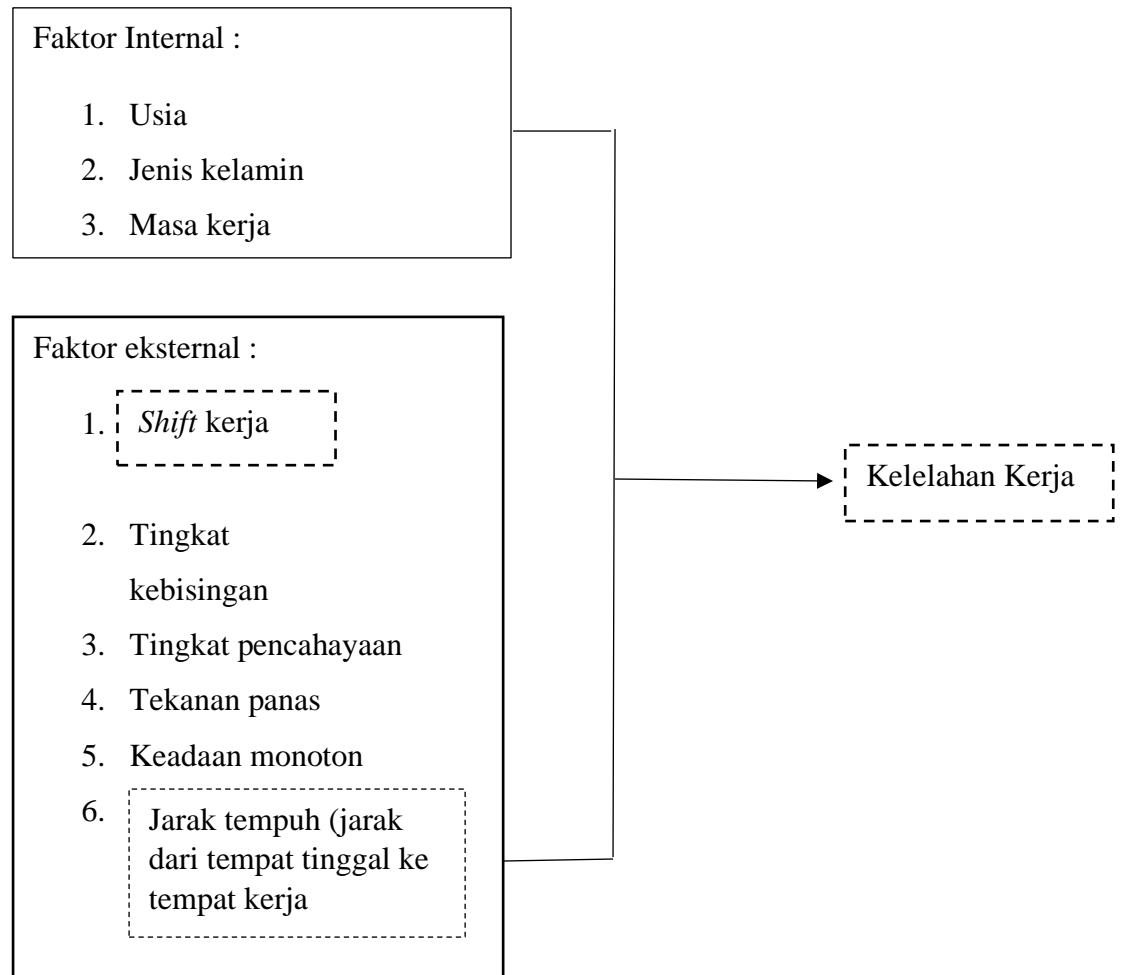 Faktor Internal :
1. Usia
2. Jenis kelamin
3. Masa kerja
Faktor eksternal :
1. Shift kerja
2. Tingkat
kebisingan
3. Tingkat pencahayaan
4. Tekanan panas
5. Keadaan monoton
6. Jarak tempuh (jarak
dari tempat tinggal ke
tempat kerja
Kelelahan Kerja